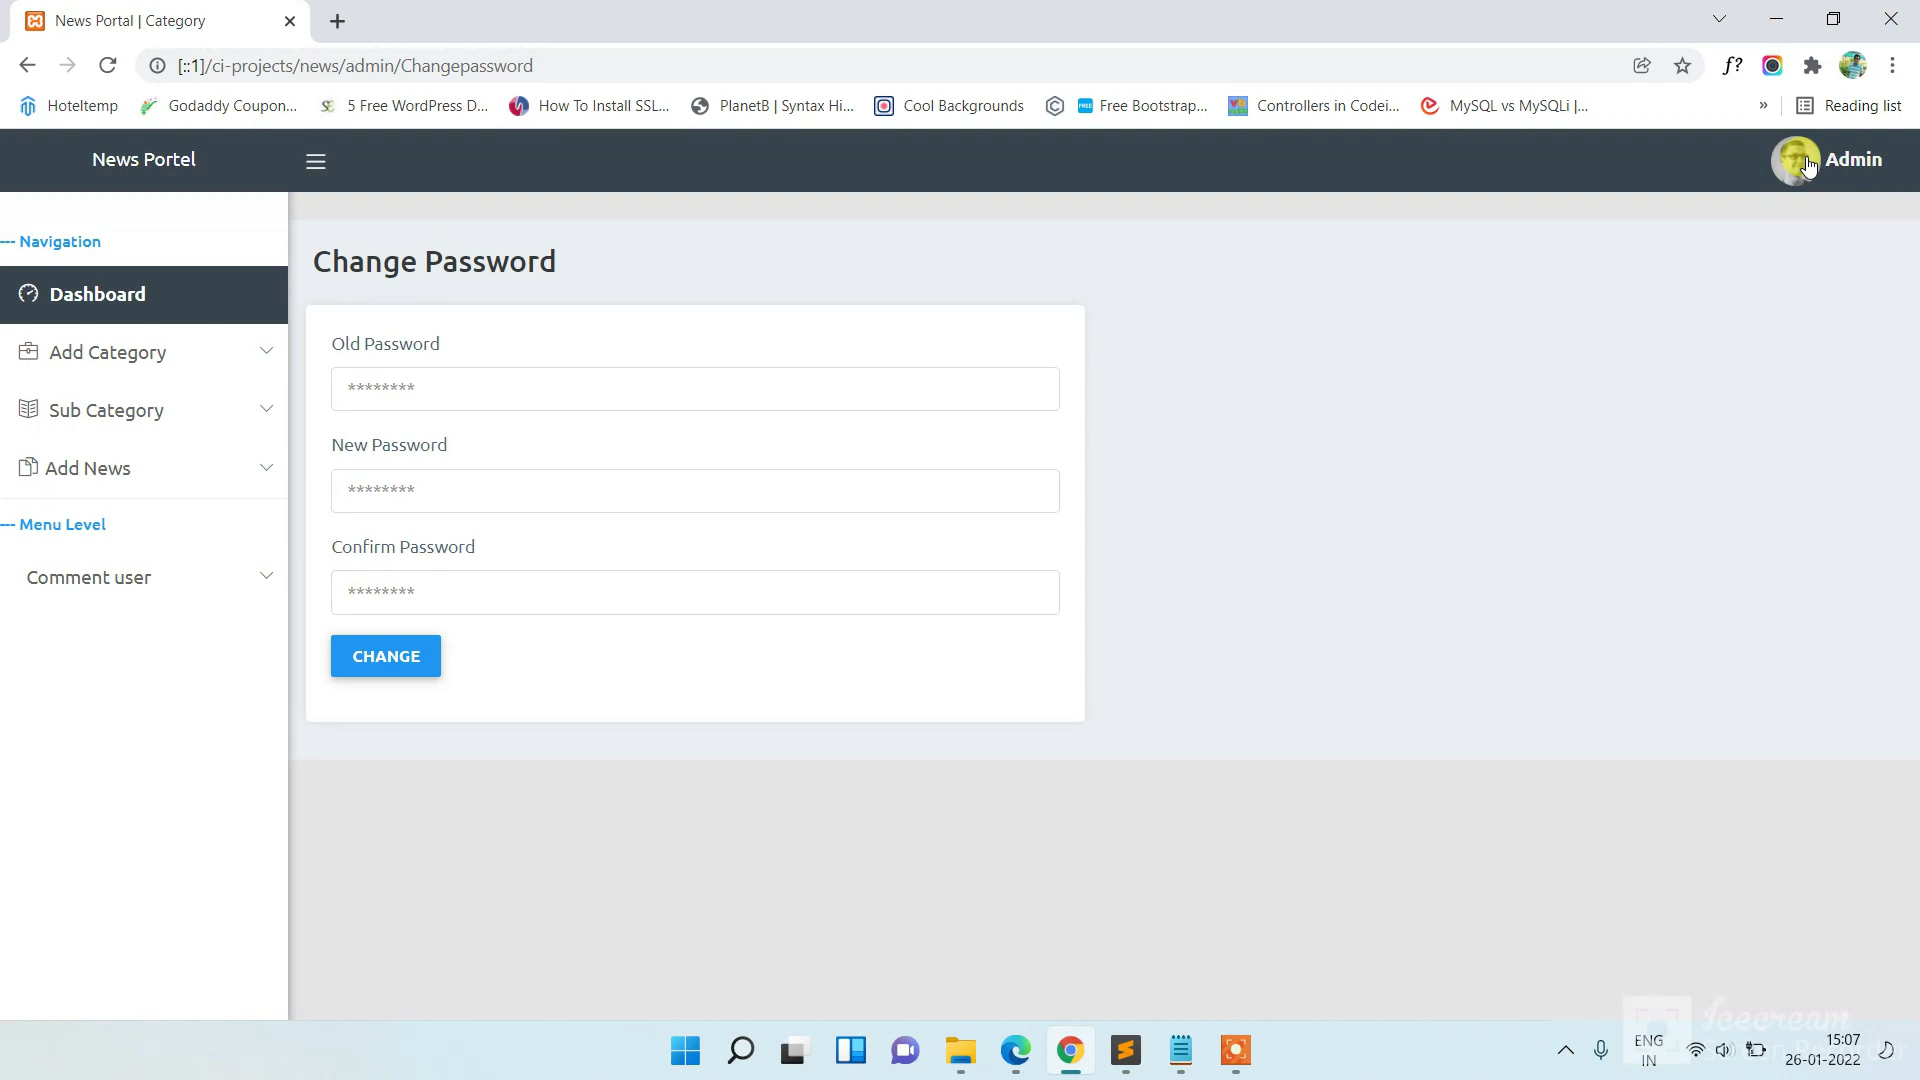 News Portal | Category
[::1]/ci-projects/news/admin/Changepassword
f?
Hoteltemp
Godaddy Coupon...
SE 5 Free WordPress D...
How To Install SSL...
PlanetB | Syntax Hi...
Cool Backgrounds
FREE Free Bootstrap...
Controllers in Codei...
MySQL vs MySQLi |...
»
Reading list
News Portel
Admin
--- Navigation
Dashboard
Add Category
Sub Category
Add News
--- Menu Level
Comment user
Change Password
Old Password
********
New Password
********
Confirm Password
********
CHANGE
Icecream
ENG
IN
15:07
26-01-2022